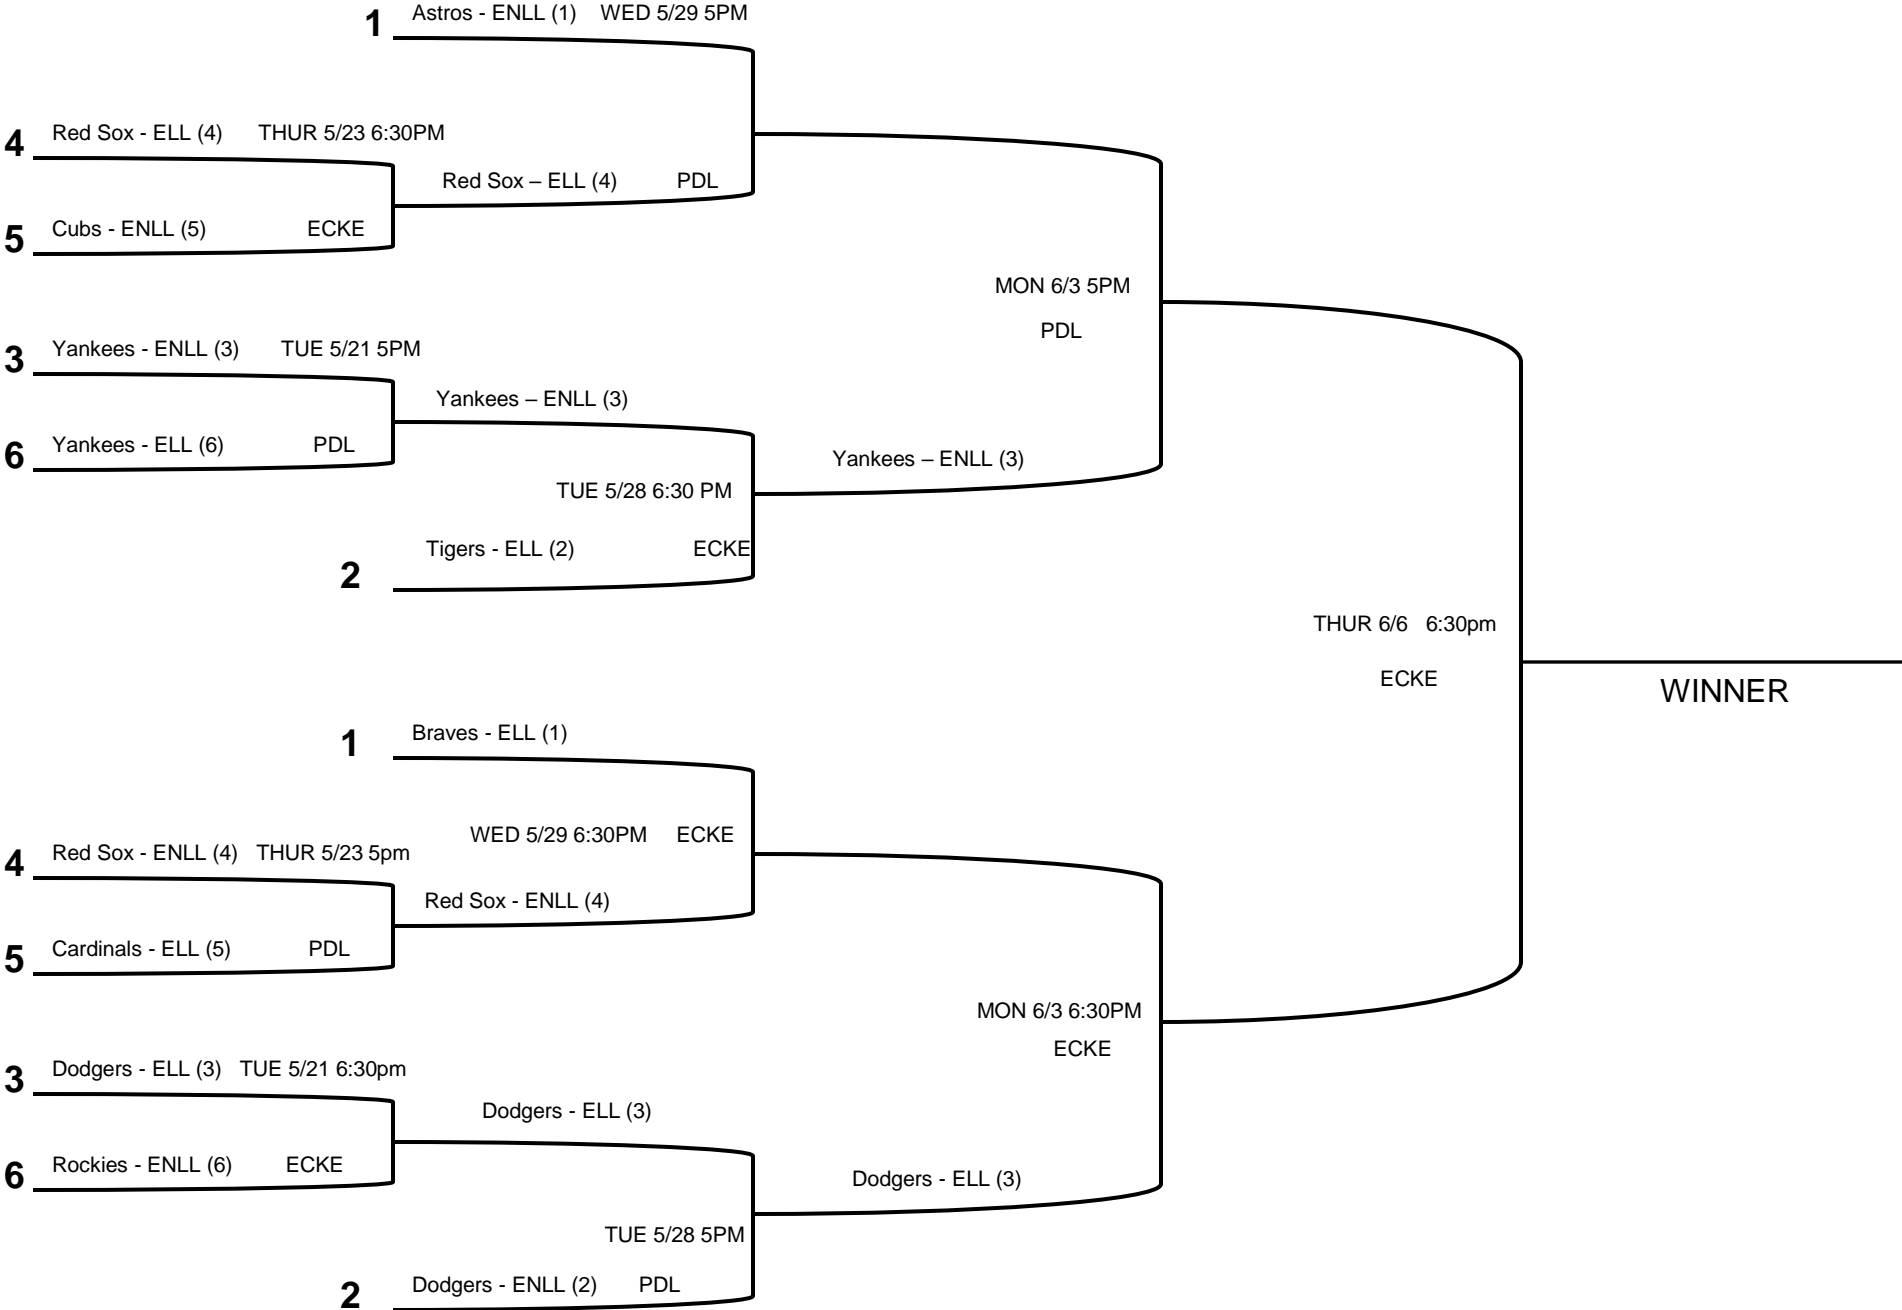 1 Astros - ENLL (1) WED 5/29 5PM
4 Red Sox - ELL (4) THUR 5/23 6:30PM
Red Sox – ELL (4) PDL
5 Cubs - ENLL (5) ECKE
MON 6/3 5PM
PDL
3 Yankees - ENLL (3) TUE 5/21 5PM
Yankees – ENLL (3)
6 Yankees - ELL (6) PDL
Yankees – ENLL (3)
TUE 5/28 6:30 PM
Tigers - ELL (2) ECKE
2
THUR 6/6 6:30pm
ECKE
WINNER
1 Braves - ELL (1)
WED 5/29 6:30PM ECKE
4 Red Sox - ENLL (4) THUR 5/23 5pm
Red Sox - ENLL (4)
5 Cardinals - ELL (5) PDL
MON 6/3 6:30PM
ECKE
3 Dodgers - ELL (3) TUE 5/21 6:30pm
Dodgers - ELL (3)
6 Rockies - ENLL (6) ECKE
Dodgers - ELL (3)
TUE 5/28 5PM
2 Dodgers - ENLL (2) PDL